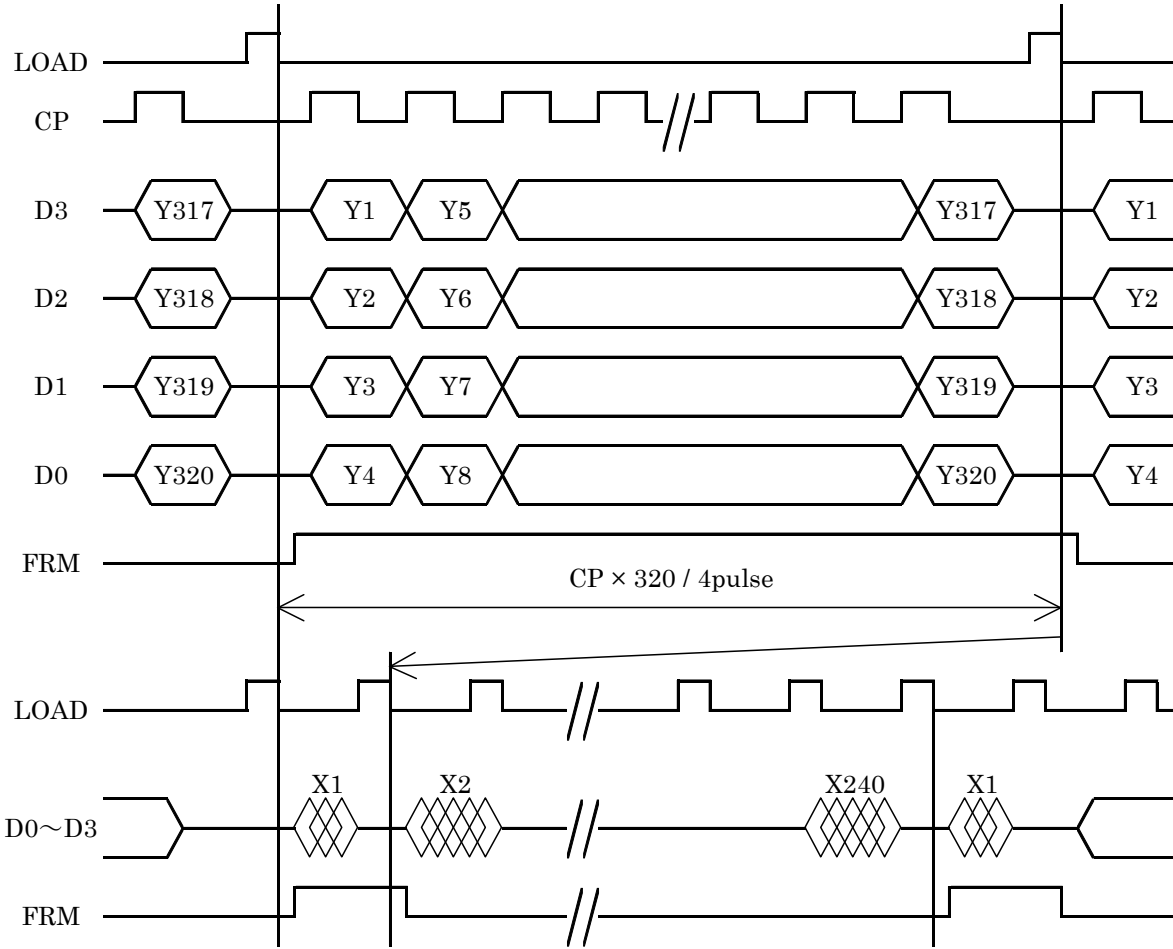 LOAD
CP
D3 Y317 Y1 Y5 Y317 Y1
D2 Y318 Y2 Y6 Y318 Y2
D1 Y319 Y3 Y7 Y319 Y3
D0 Y320 Y4 Y8 Y320 Y4
FRM
CP × 320 / 4pulse
LOAD
X1 X2 X240 X1
D0～D3
FRM